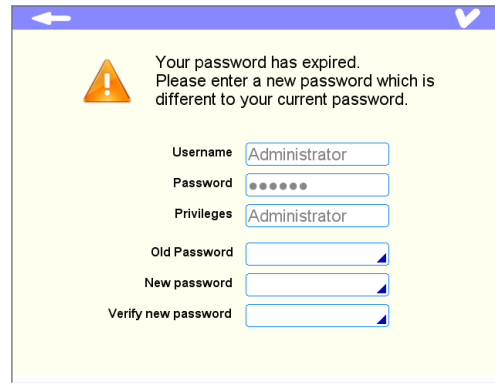 Your password has expired.
Please enter a new password which is
different to your current password.
Username Administrator
Password ●●●●●●
Privileges Administrator
Old Password
New password
Verify new password